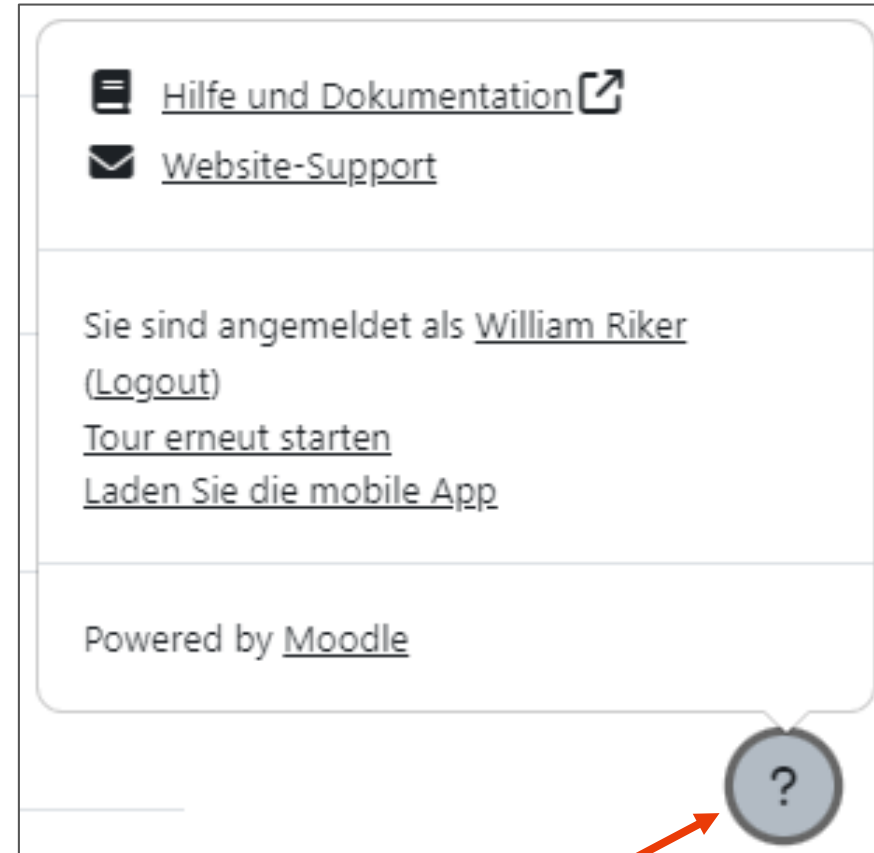 Hilfe und Dokumentation
Website-Support
Sie sind angemeldet als William Riker
(Logout)
Tour erneut starten
Laden Sie die mobile App
Powered by Moodle
?